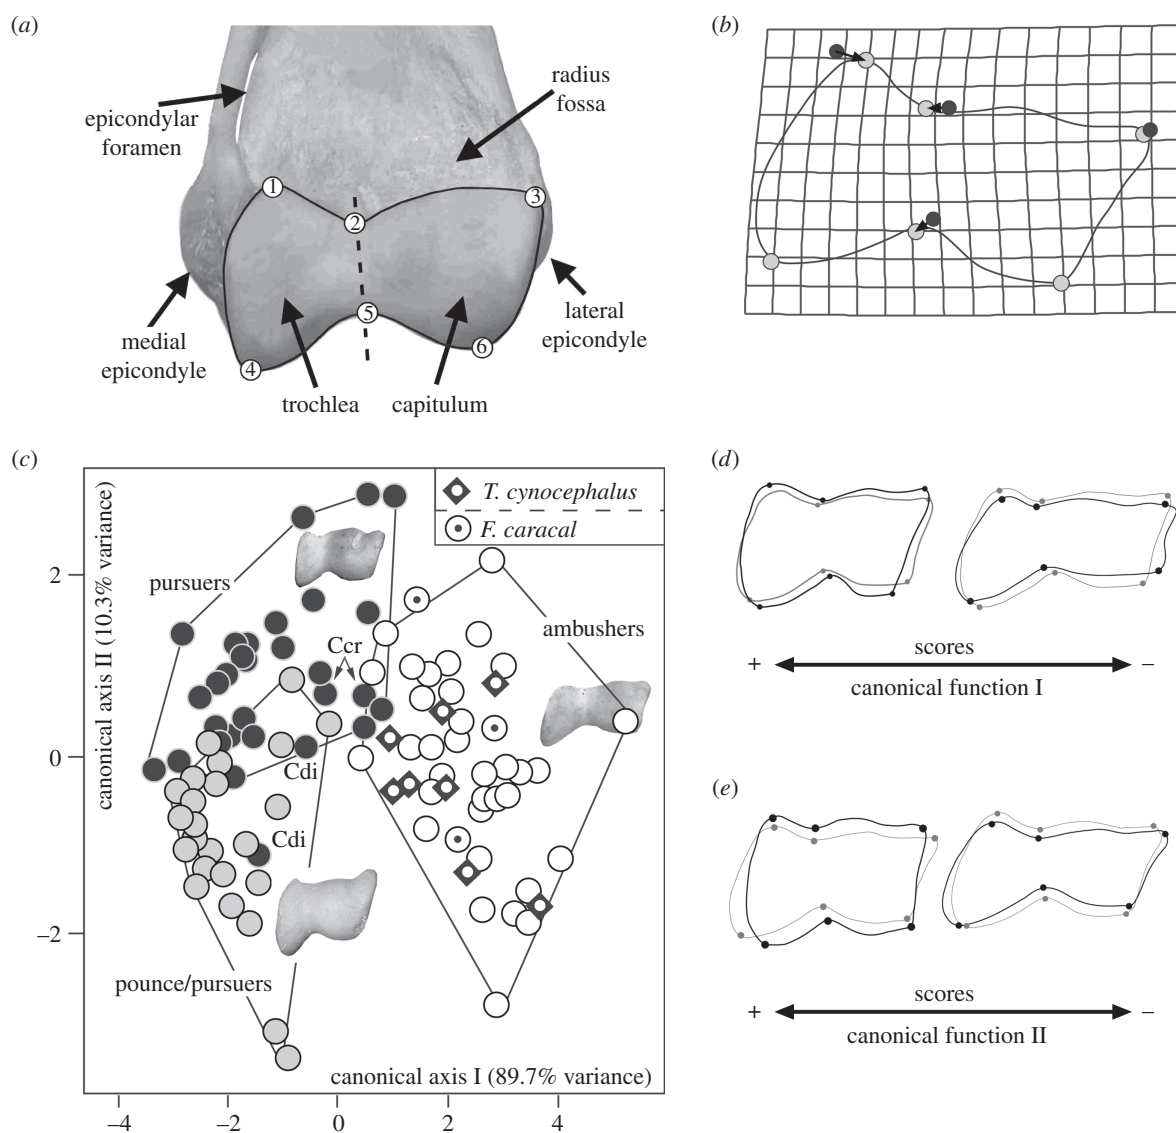 (a)
epicondylar
foramen
radius
fossa
1
2
3
4
5
6
medial
epicondyle
trochlea
capitulum
lateral
epicondyle
(b)
(c)
canonical axis II (10.3% variance)
2
0
–2
T. cynocephalus
F. caracal
pursuers
ambushers
Ccr
Cdi
Cdi
pounce/pursuers
canonical axis I (89.7% variance)
–4
–2
0
2
4
(d)
scores
+
–
canonical function I
(e)
scores
+
–
canonical function II